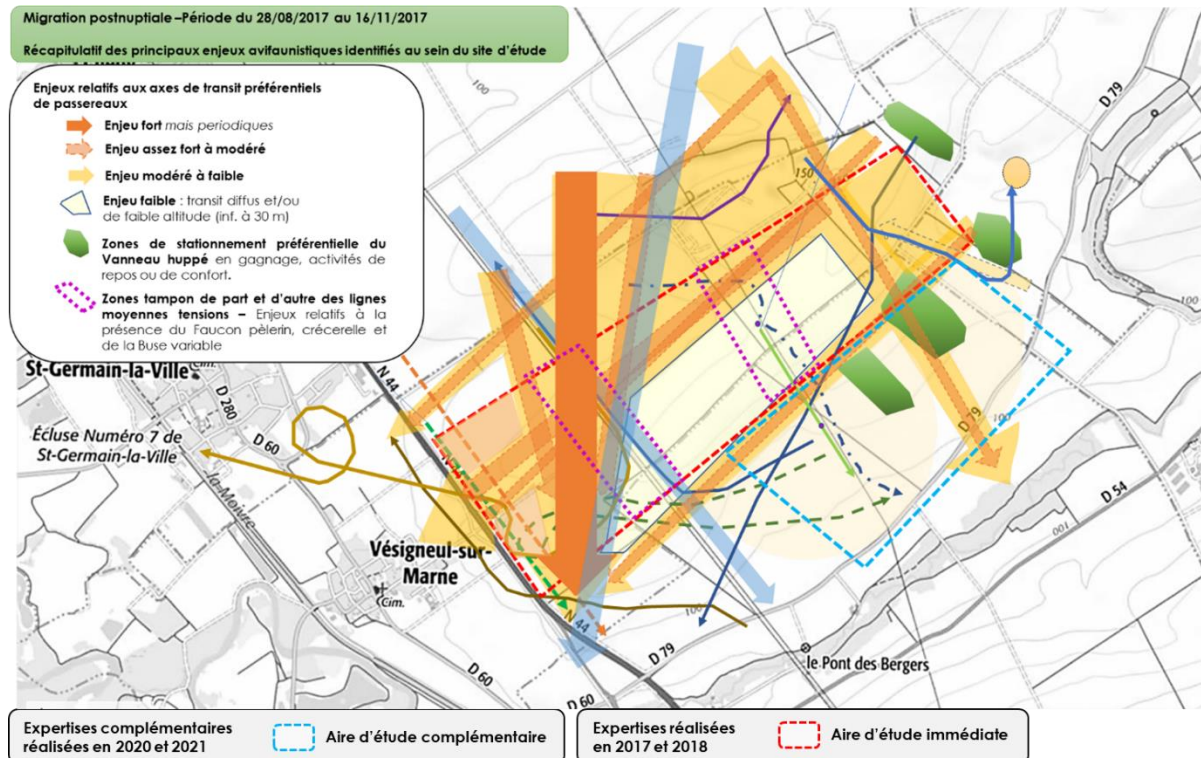 Migration postnuptiale –Période du 28/08/2017 au 16/11/2017
Récapitulatif des principaux enjeux avifaunistiques identifiés au sein du site d'étude
Enjeux relatifs aux axes de transit préférentiels
de passereaux
Enjeu fort mais periodiques
Enjeu assez fort à modéré
Enjeu modéré à faible
Enjeu faible : transit diffus et/ou
de faible altitude (inf. à 30 m)
Zones de stationnement préférentielle du
Vanneau huppé en gagnage, activités de
repos ou de confort.
Zones tampon de part et d'autre des lignes
moyennes tensions – Enjeux relatifs à la
présence du Faucon pèlerin, crécerelle et
de la Buse variable
100
D 79
150
100
St-Germain-la-Ville
Cim.
D 280
N 44
D 60
Écluse Numéro 7 de
St-Germain-la-Ville
la-Moivre
100
D 79
D 54
001
Vésigneul-sur-
Marne
Cim.
N 44
100
D 79
D 60
D 60
le Pont des Bergers
Expertises complémentaires
réalisées en 2020 et 2021
Aire d'étude complémentaire
Expertises réalisées
en 2017 et 2018
Aire d'étude immédiate